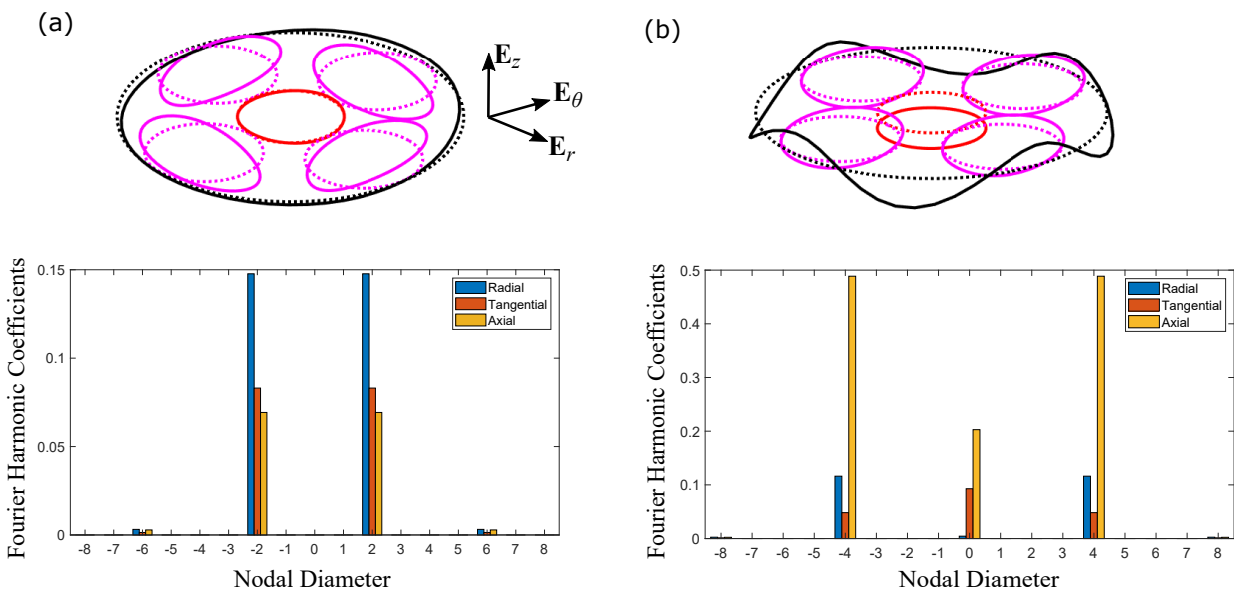 (a)
E_z
E_θ
E_r
(b)
Fourier Harmonic Coefficients
0.15
0.1
0.05
0
Radial
Tangential
Axial
-8 -7 -6 -5 -4 -3 -2 -1 0 1 2 3 4 5 6 7 8
Nodal Diameter
Fourier Harmonic Coefficients
0.5
0.4
0.3
0.2
0.1
0
Radial
Tangential
Axial
-8 -7 -6 -5 -4 -3 -2 -1 0 1 2 3 4 5 6 7 8
Nodal Diameter